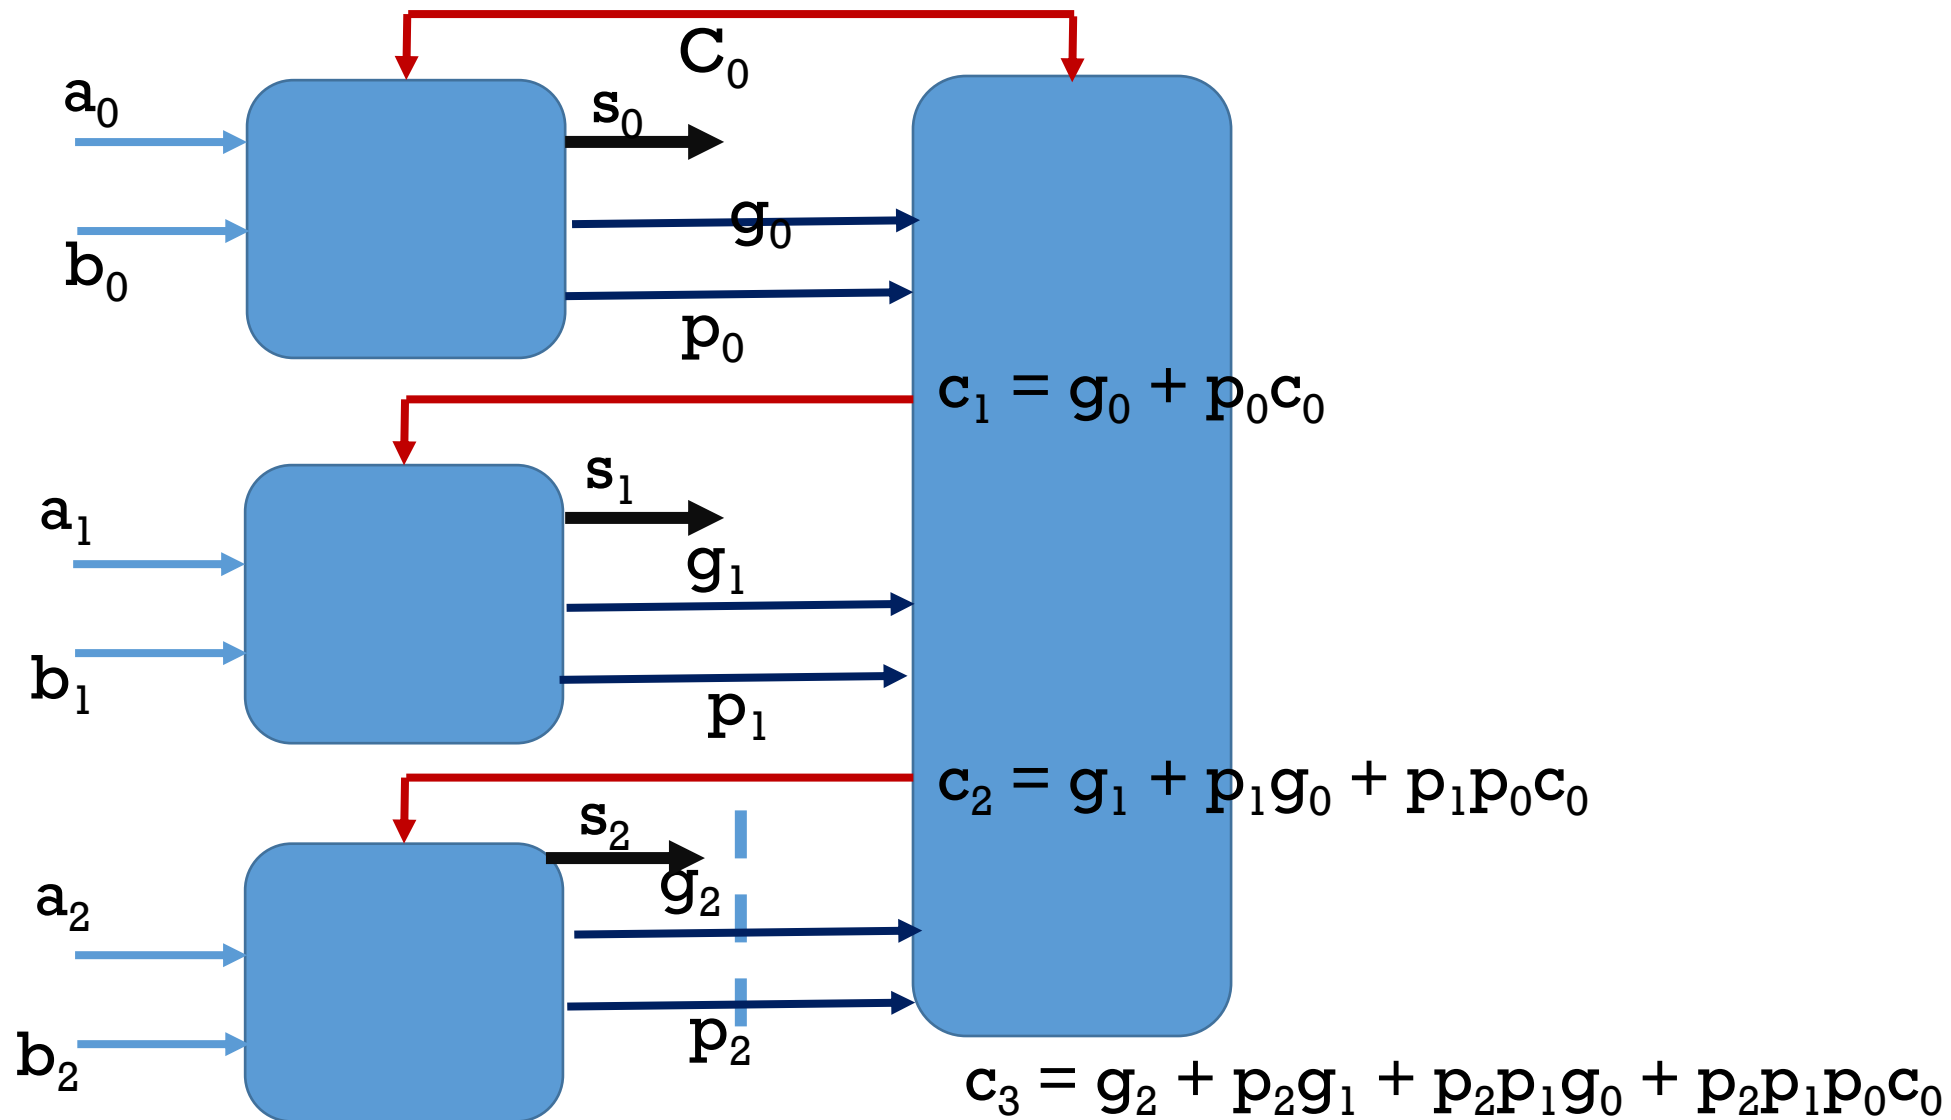 C₀
a₀
s₀
g₀
b₀
p₀
c₁ = g₀ + p₀c₀
s₁
a₁
g₁
b₁
p₁
c₂ = g₁ + p₁g₀ + p₁p₀c₀
s₂
g₂
a₂
p₂
b₂
c₃ = g₂ + p₂g₁ + p₂p₁g₀ + p₂p₁p₀c₀